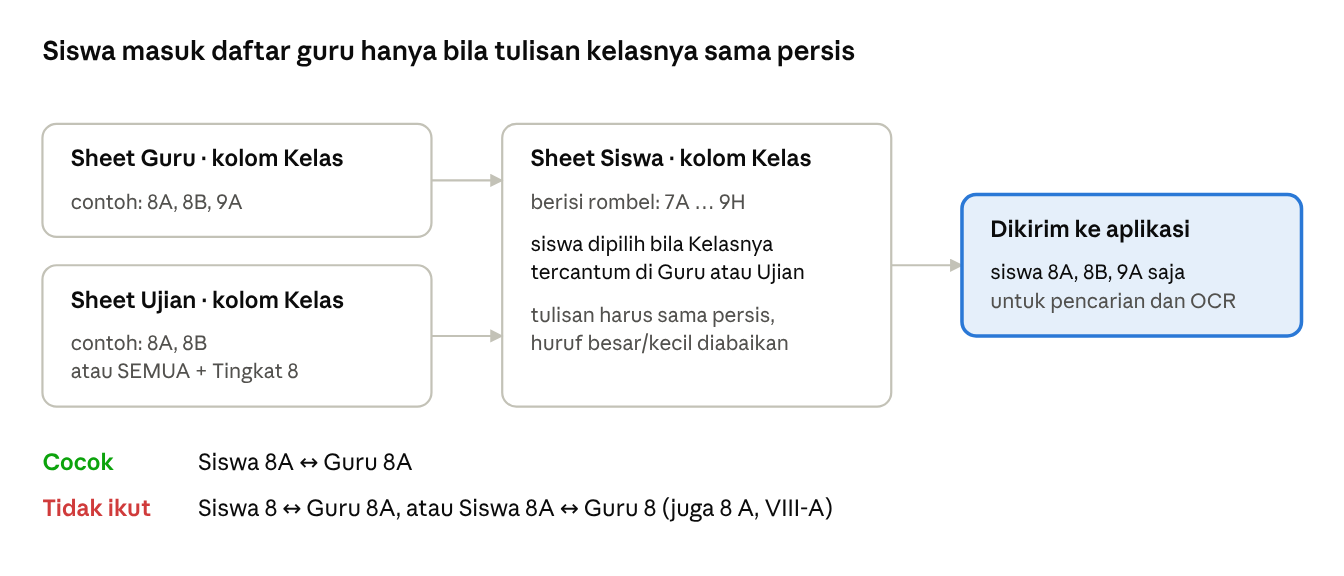 Siswa masuk daftar guru hanya bila tulisan kelasnya sama persis
Sheet Guru · kolom Kelas
contoh: 8A, 8B, 9A
Sheet Ujian · kolom Kelas
contoh: 8A, 8B
atau SEMUA + Tingkat 8
Sheet Siswa · kolom Kelas
berisi rombel: 7A … 9H
siswa dipilih bila Kelasnya
tercantum di Guru atau Ujian
tulisan harus sama persis,
huruf besar/kecil diabaikan
Dikirim ke aplikasi
siswa 8A, 8B, 9A saja
untuk pencarian dan OCR
Cocok Siswa 8A ↔ Guru 8A
Tidak ikut Siswa 8 ↔ Guru 8A, atau Siswa 8A ↔ Guru 8 (juga 8 A, VIII-A)